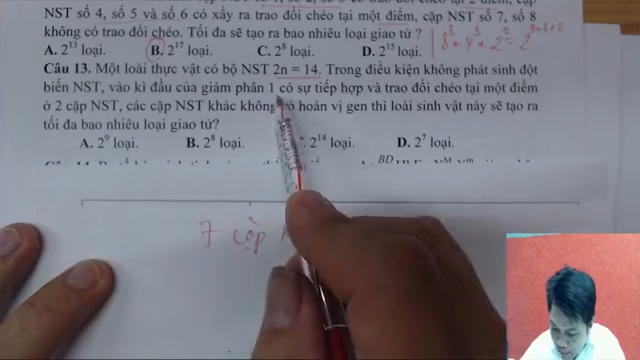 NST số 4, số 5 và số 6 có xẩy ra trao đổi chéo tại một điểm, cặp NST số 7, số 8
không có trao đổi chéo. Tối đa sẽ tạo ra bao nhiêu loại giao tử ?
A. 2^13 loại. B. 2^17 loại. C. 2^8 loại. D. 2^15 loại.
Câu 13. Một loài thực vật có bộ NST 2n = 14. Trong điều kiện không phát sinh đột
biến NST, vào kì đầu của giảm phân 1 có sự tiếp hợp và trao đổi chéo tại một điểm
ở 2 cặp NST, các cặp NST khác không có hoán vị gen thì loài sinh vật này sẽ tạo ra
tối đa bao nhiêu loại giao tử?
A. 2^9 loại. B. 2^8 loại. 2^14 loại. D. 2^7 loại.
7 cặp